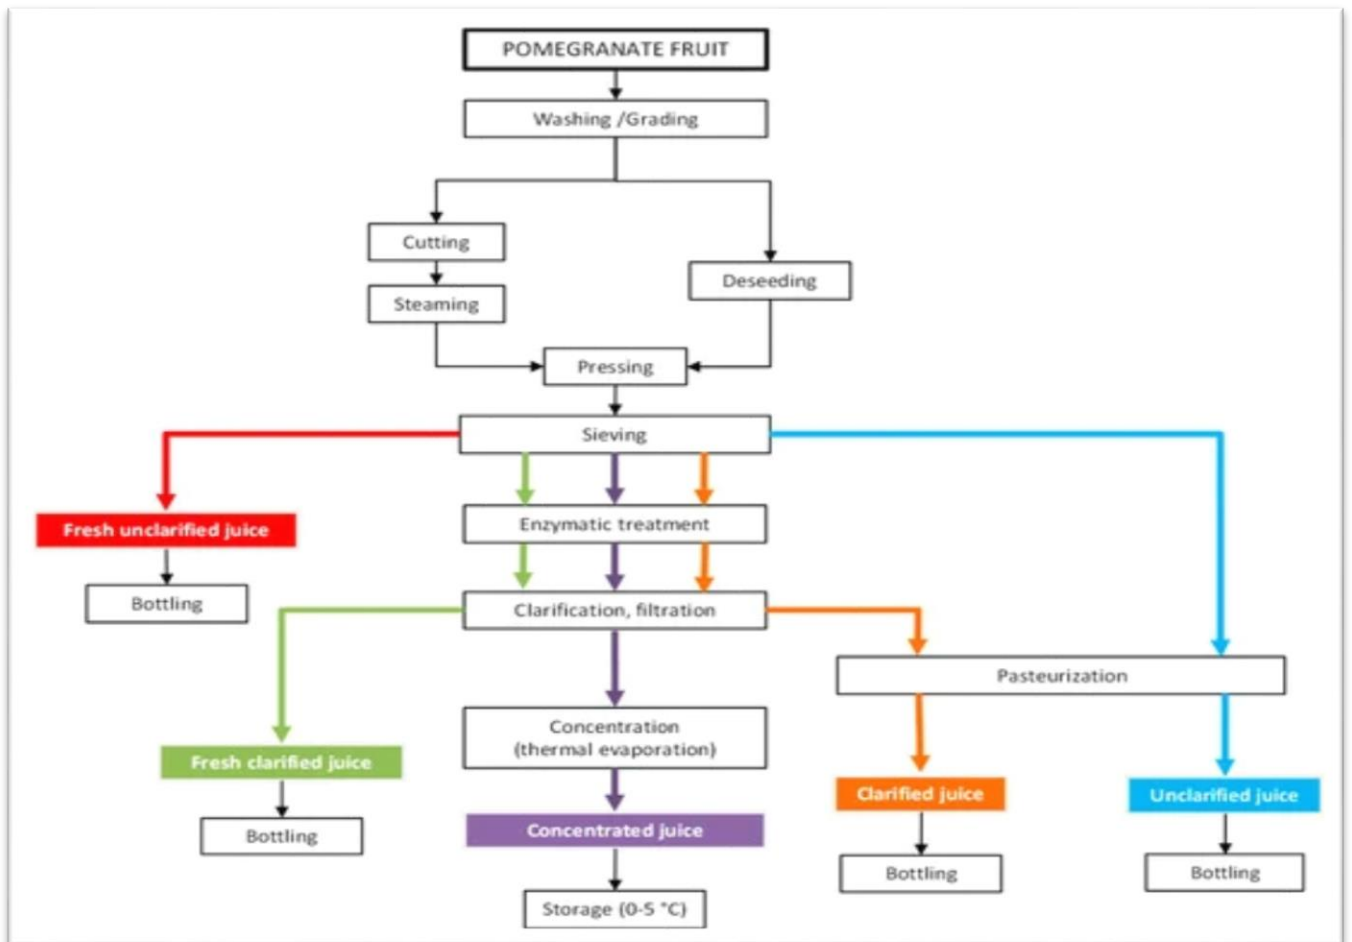 POMEGRANATE FRUIT
Washing /Grading
Cutting
Deseeding
Steaming
Pressing
Sieving
Fresh unclarified juice
Enzymatic treatment
Bottling
Clarification, filtration
Pasteurization
Concentration
(thermal evaporation)
Fresh clarified juice
Clarified juice
Unclarified juice
Bottling
Concentrated juice
Bottling
Bottling
Storage (0-5 °C)